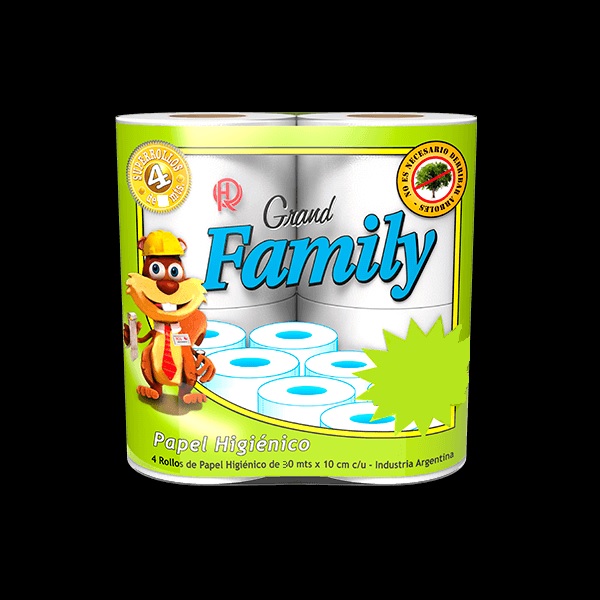 SUPERROLLOS
4
de mts
NO ES NECESARIO DERRIBAR ARBOLES -
Grand
Family
Papel Higiénico
4 Rollos de Papel Higiénico de 30 mts x 10 cm c/u - Industria Argentina